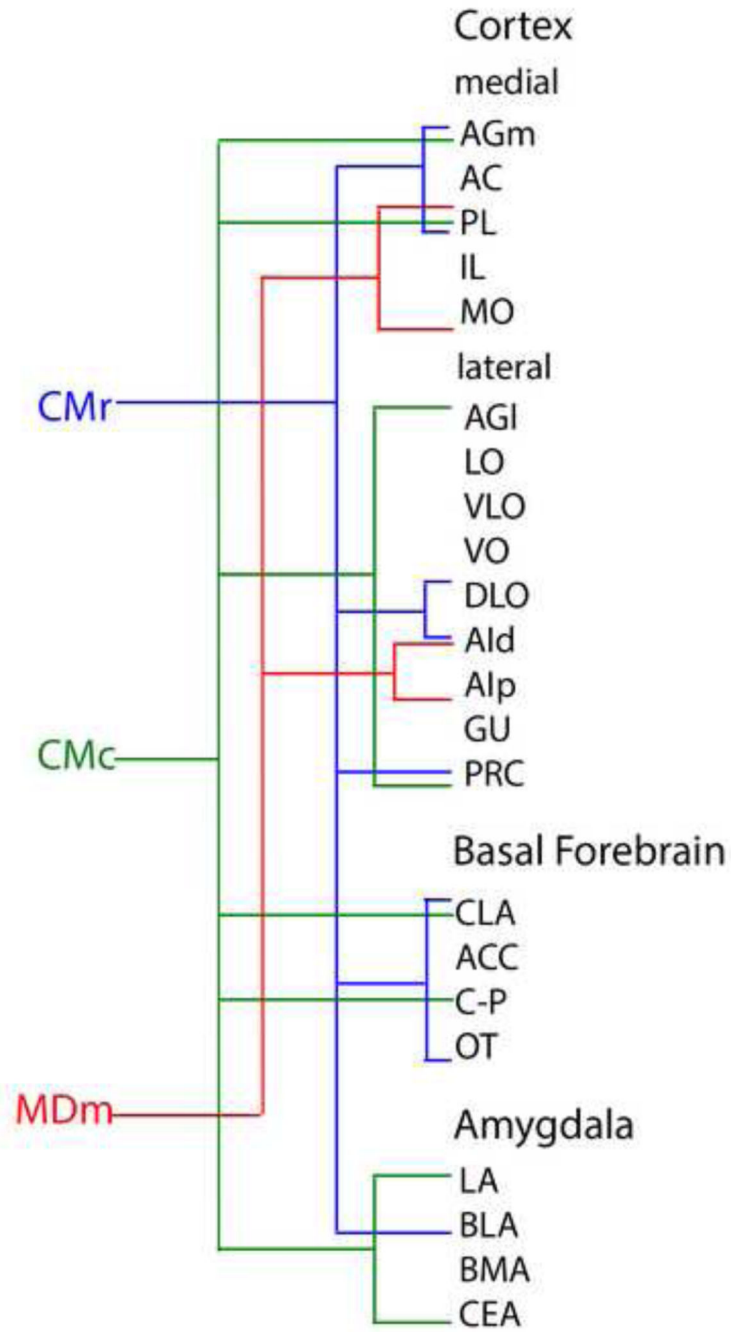 Cortex
medial
AGm
AC
PL
IL
MO
lateral
CMr
AGl
LO
VLO
VO
DLO
AId
AIp
GU
CMc
PRC
Basal Forebrain
CLA
ACC
C-P
OT
MDm
Amygdala
LA
BLA
BMA
CEA